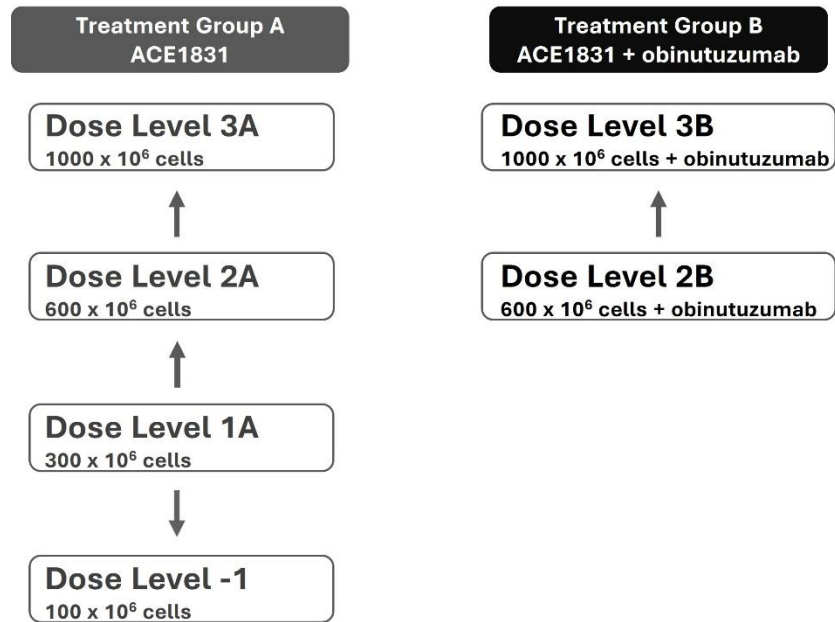 Treatment Group A
ACE1831
Dose Level 3A
1000 x 10⁶ cells
Dose Level 2A
600 x 10⁶ cells
Dose Level 1A
300 x 10⁶ cells
Dose Level -1
100 x 10⁶ cells
Treatment Group B
ACE1831 + obinutuzumab
Dose Level 3B
1000 x 10⁶ cells + obinutuzumab
Dose Level 2B
600 x 10⁶ cells + obinutuzumab